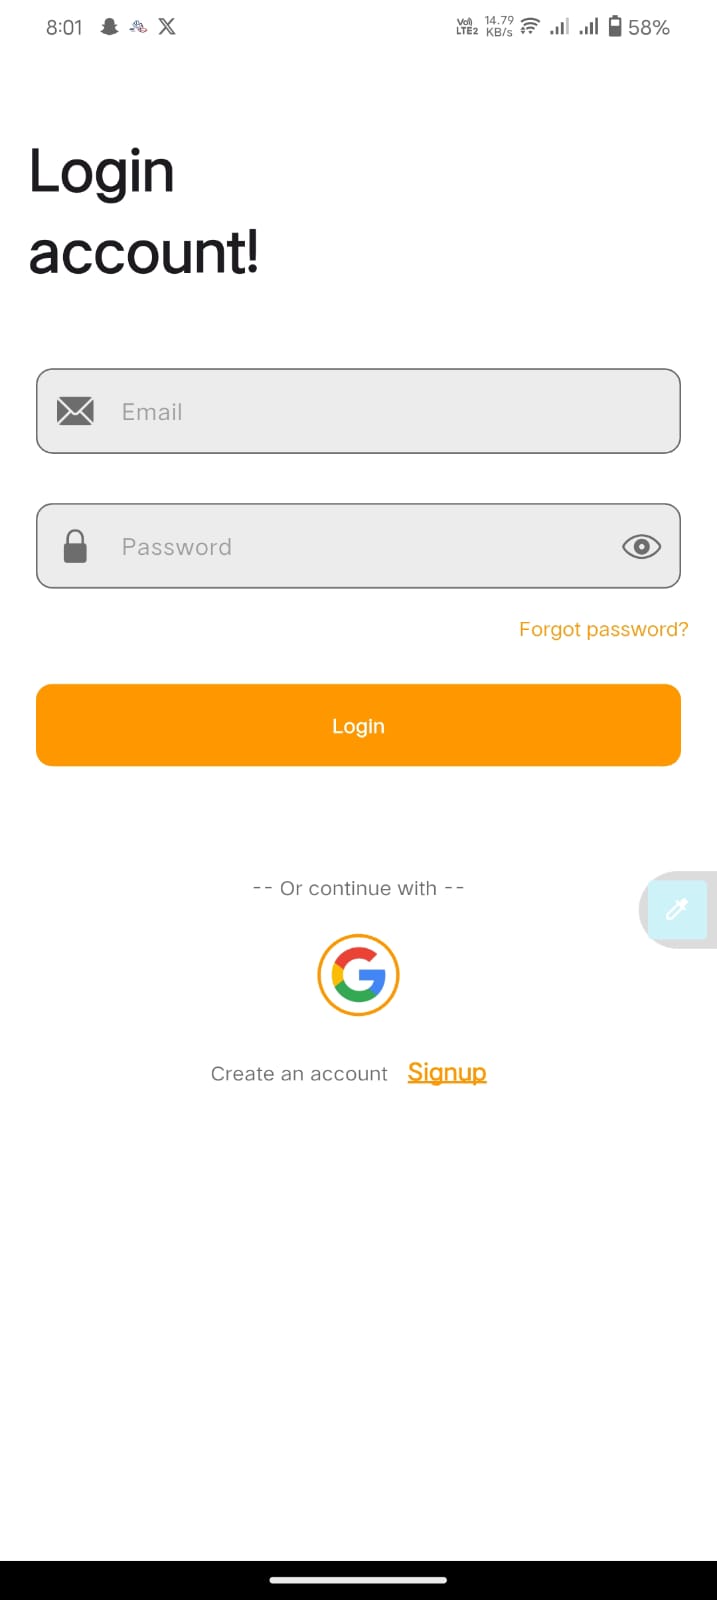 8:01 Vo) 14.79
LTE2 KB/s 58%
Login
account!
Email
Password
Forgot password?
Login
-- Or continue with --
Create an account Signup